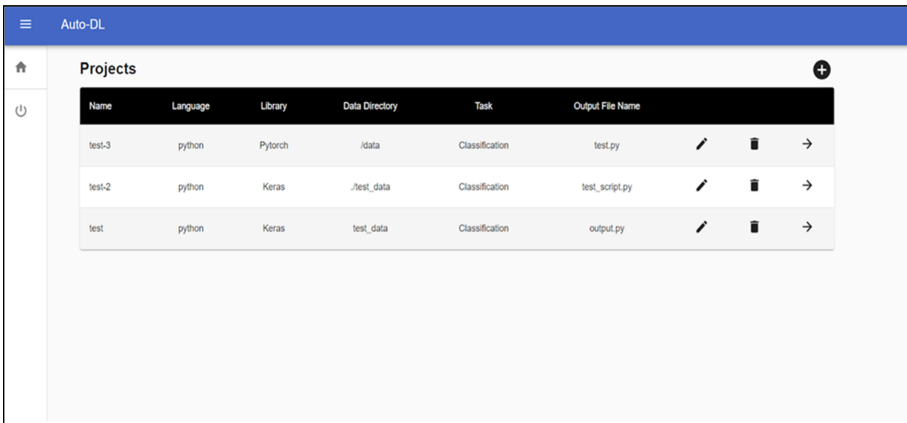 Auto-DL
Projects
Name Language Library Data Directory Task Output File Name
test-3 python Pytorch /data Classification test.py
test-2 python Keras ./test_data Classification test_script.py
test python Keras test_data Classification output.py